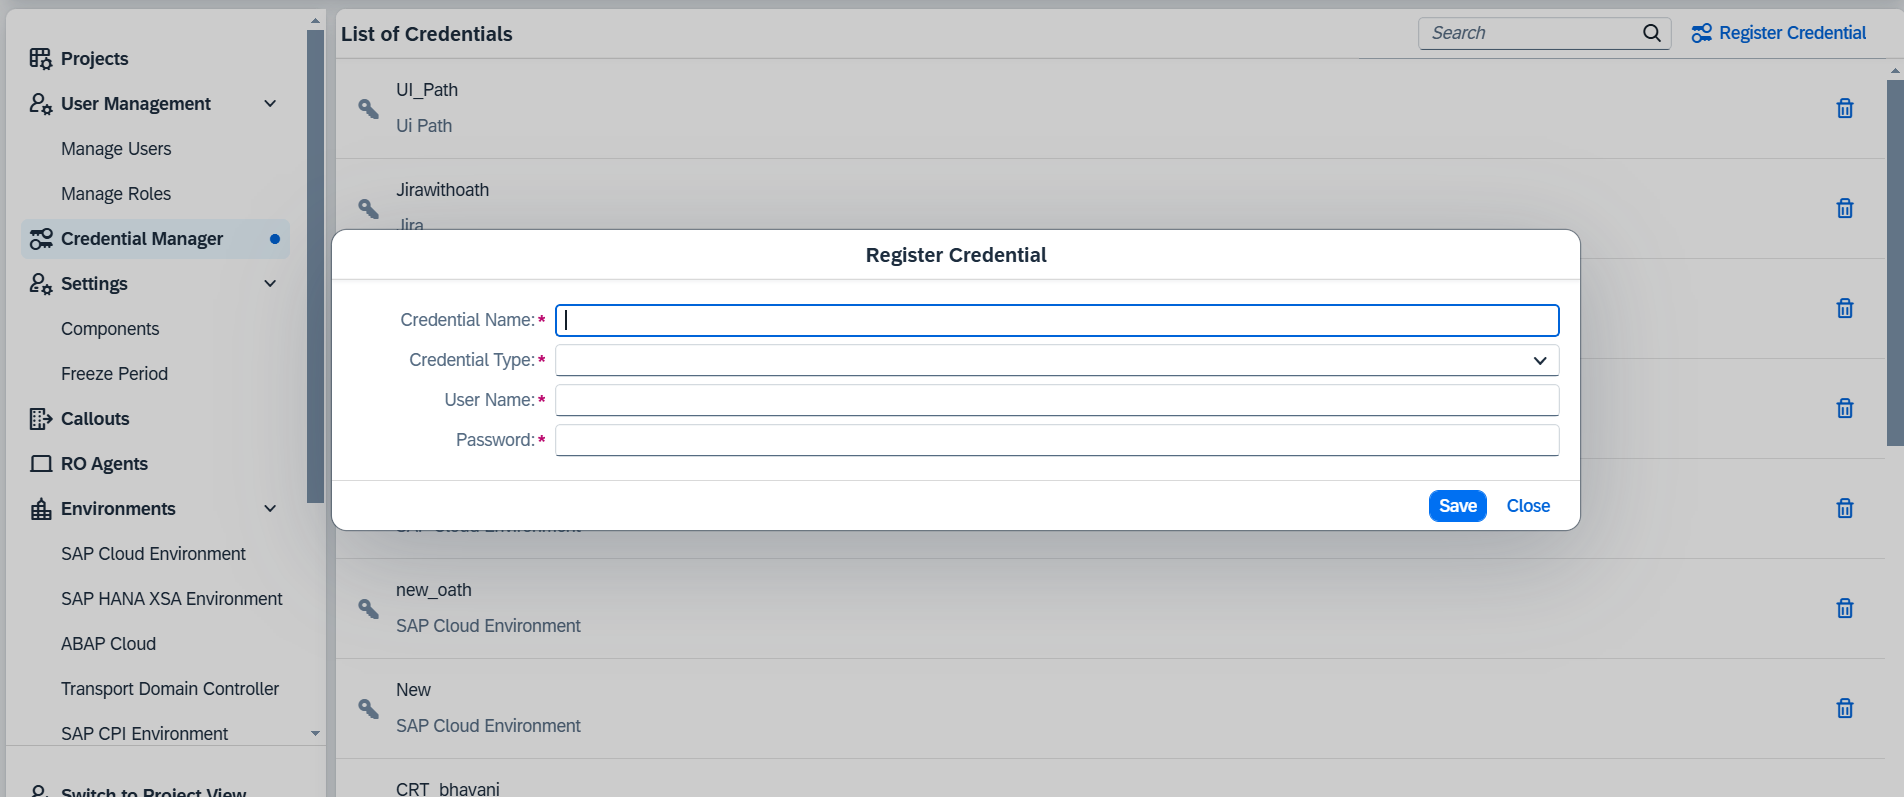 Projects
User Management
Manage Users
Manage Roles
Credential Manager
Settings
Components
Freeze Period
Callouts
RO Agents
Environments
SAP Cloud Environment
SAP HANA XSA Environment
ABAP Cloud
Transport Domain Controller
SAP CPI Environment
Switch to Project View
List of Credentials
Search
Register Credential
UI_Path
Ui Path
Jirawithoath
Jira
Register Credential
Credential Name:*
Credential Type:*
User Name:*
Password:*
Save
Close
SAP Cloud Environment
new_oath
SAP Cloud Environment
New
SAP Cloud Environment
CRT_bhavani